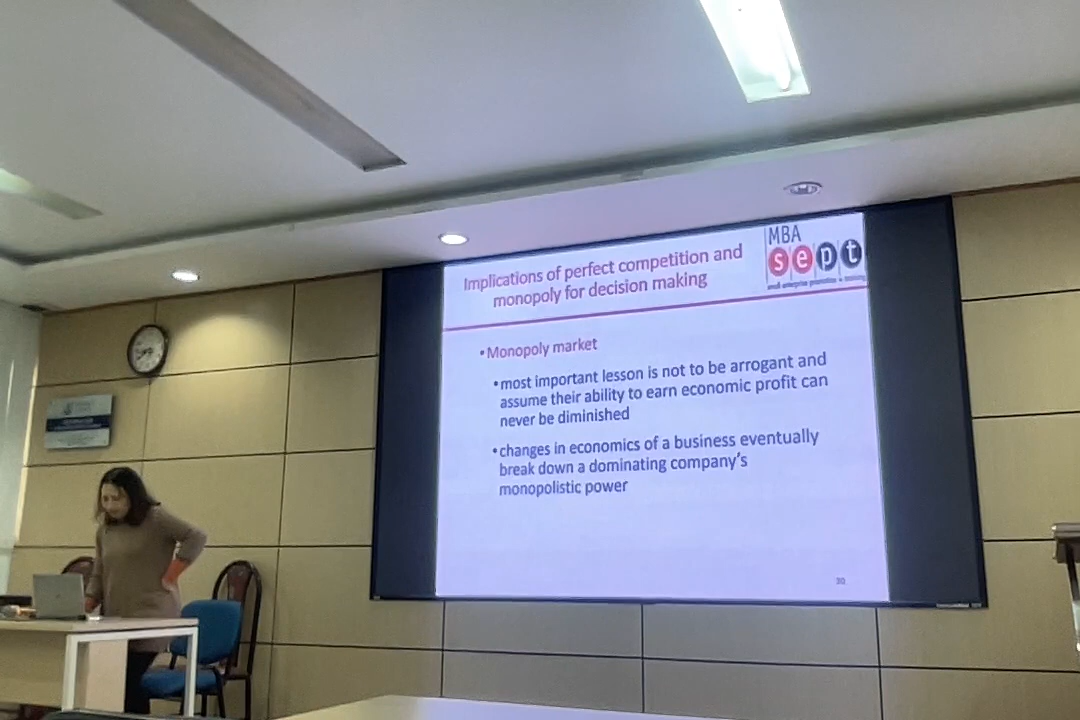 MBA
sept
Implications of perfect competition and
monopoly for decision making
•Monopoly market
•most important lesson is not to be arrogant and
assume their ability to earn economic profit can
never be diminished
•changes in economics of a business eventually
break down a dominating company's
monopolistic power
30